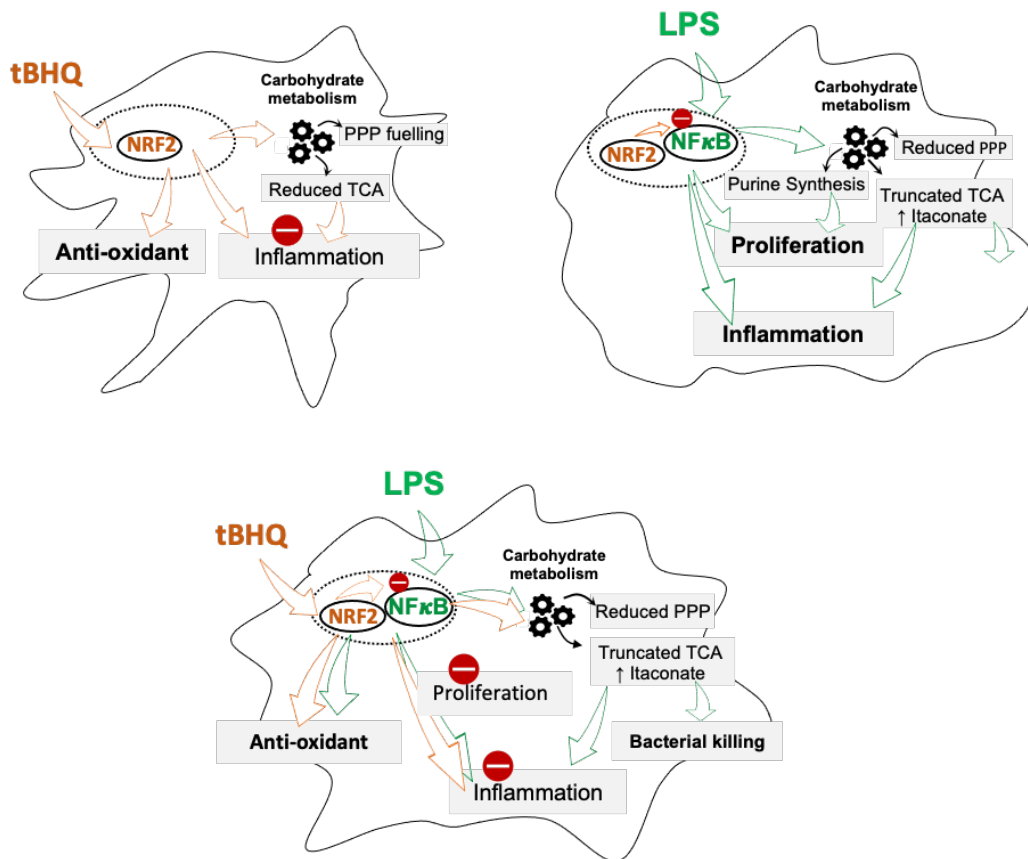 tBHQ
Carbohydrate
metabolism
NRF2
PPP fuelling
Reduced TCA
Anti-oxidant
Inflammation
LPS
Carbohydrate
metabolism
NRF2
NFκB
Reduced PPP
Purine Synthesis
Truncated TCA
↑ Itaconate
Proliferation
Inflammation
LPS
tBHQ
Carbohydrate
metabolism
NRF2
NFκB
Reduced PPP
Truncated TCA
↑ Itaconate
Proliferation
Anti-oxidant
Bacterial killing
Inflammation